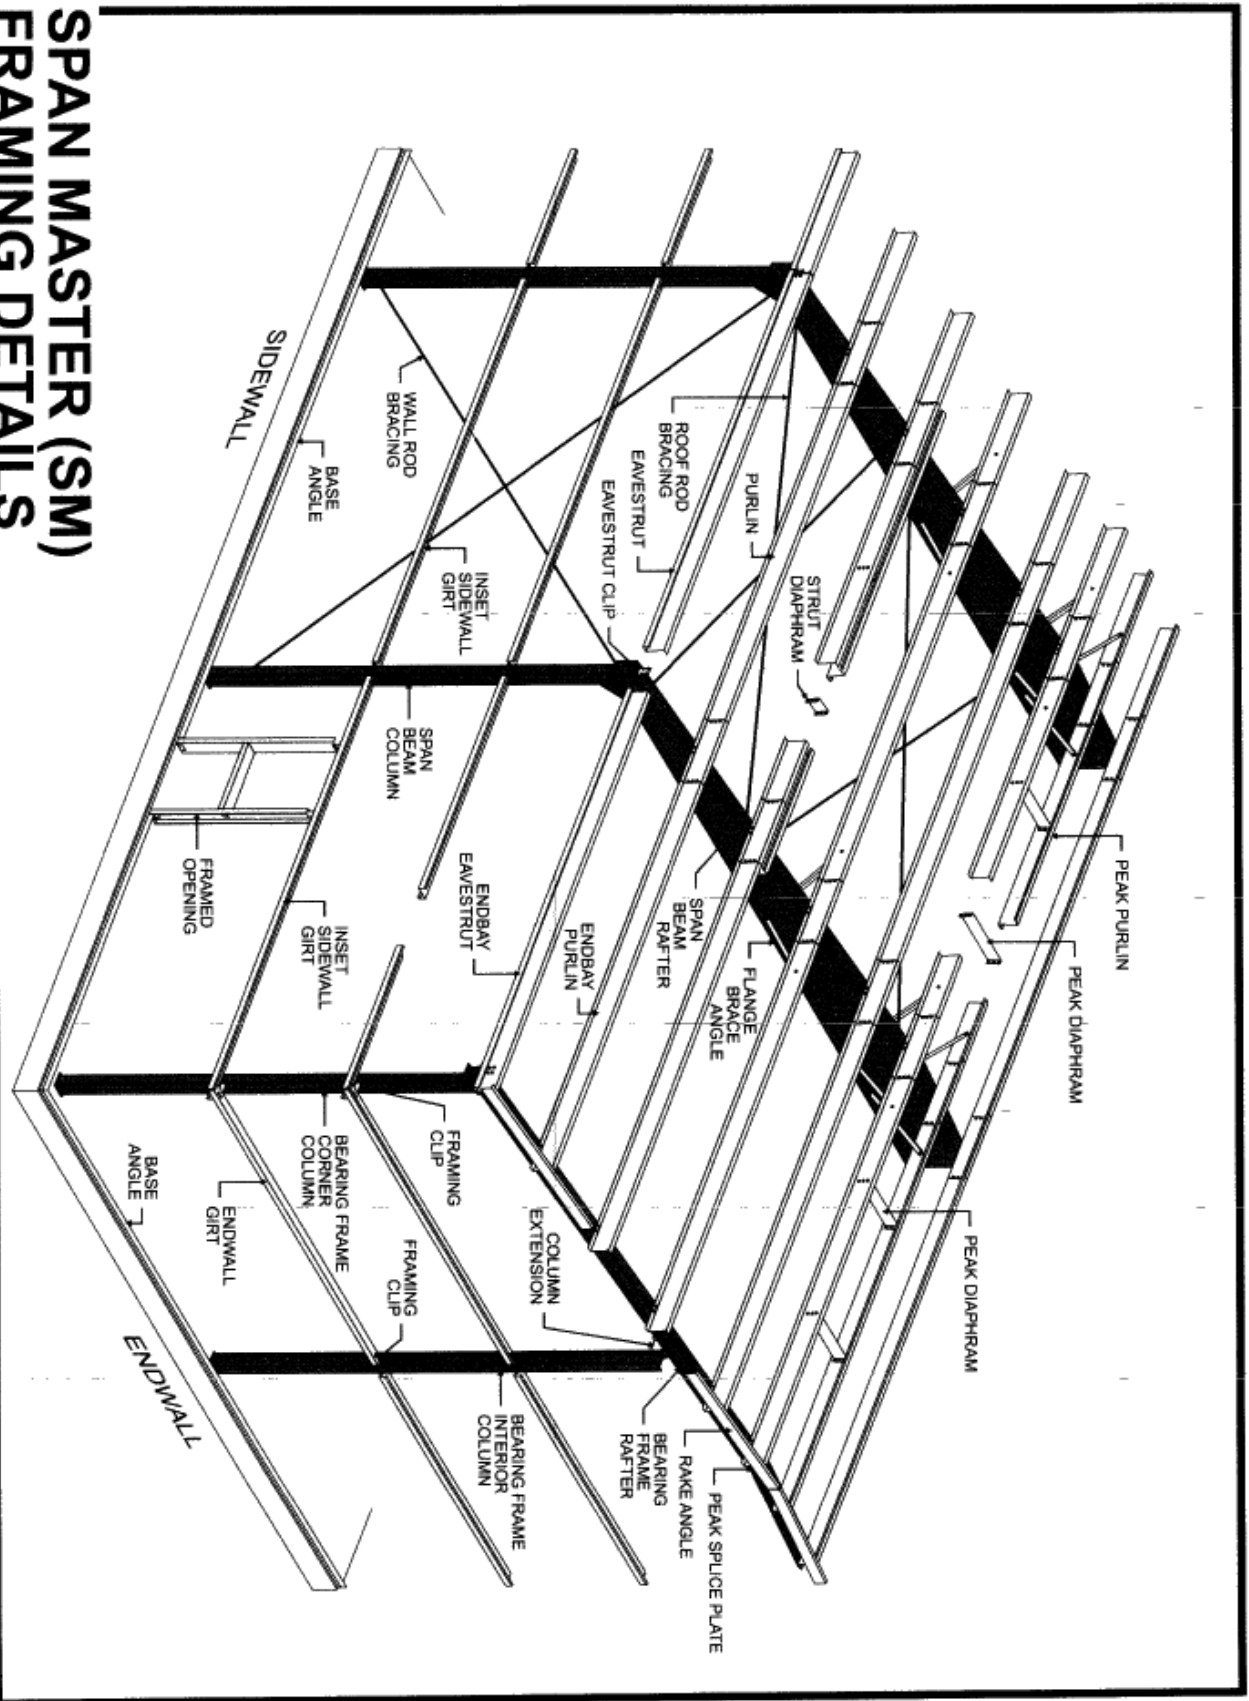 SPAN MASTER (SM)
FRAMING DETAILS
PEAK PURLIN
PEAK DIAPHRAM
PEAK DIAPHRAM
STRUT
DIAPHRAM
PURLIN
ROOF ROD
BRACING
EAVESTRUT
EAVESTRUT CLIP
WALL ROD
BRACING
INSET
SIDEWALL
GIRT
BASE
ANGLE
SIDEWALL
SPAN
BEAM
COLUMN
FRAMED
OPENING
INSET
SIDEWALL
GIRT
ENDBAY
EAVESTRUT
ENDBAY
PURLIN
SPAN
BEAM
RAFTER
FLANGE
BRACE
ANGLE
FRAMING
CLIP
BEARING FRAME
CORNER
COLUMN
ENDWALL
GIRT
BASE
ANGLE
COLUMN
EXTENSION
FRAMING
CLIP
BEARING FRAME
INTERIOR
COLUMN
BEARING
FRAME
RAFTER
RAKE ANGLE
PEAK SPLICE PLATE
ENDWALL